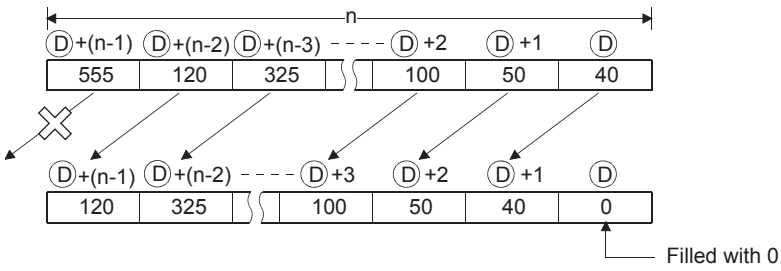 n
D+(n-1) D+(n-2) D+(n-3) ---- D+2 D+1 D
555 120 325 100 50 40
D+(n-1) D+(n-2) ---- D+3 D+2 D+1 D
120 325 100 50 40 0
Filled with 0